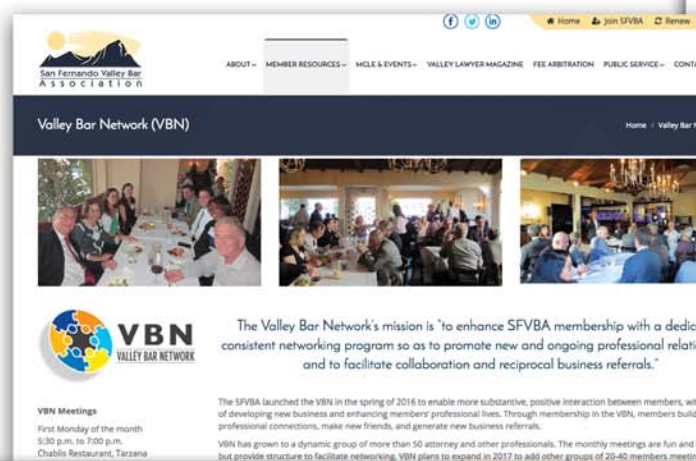 f
in
Home Join SFVBA Renew
San Fernando Valley Bar
Association
ABOUT MEMBER RESOURCES MCLE & EVENTS VALLEY LAWYER MAGAZINE FEE ARBITRATION PUBLIC SERVICE CONTA
Valley Bar Network (VBN)
Home / Valley Bar N
VBN
VALLEY BAR NETWORK
The Valley Bar Network's mission is "to enhance SFVBA membership with a dedic
consistent networking program so as to promote new and ongoing professional relati
and to facilitate collaboration and reciprocal business referrals."
VBN Meetings
First Monday of the month
5:30 p.m. to 7:00 p.m.
Chablis Restaurant, Tarzana
The SFVBA launched the VBN in the spring of 2016 to enable more substantive, positive interaction between members, wit
of developing new business and enhancing members' professional lives. Through membership in the VBN, members build
professional connections, make new friends, and generate new business referrals.
VBN has grown to a dynamic group of more than 50 attorney and other professionals. The monthly meetings are fun and
but provide structure to facilitate networking. VBN plans to expand in 2017 to add other groups of 20-40 members meetin